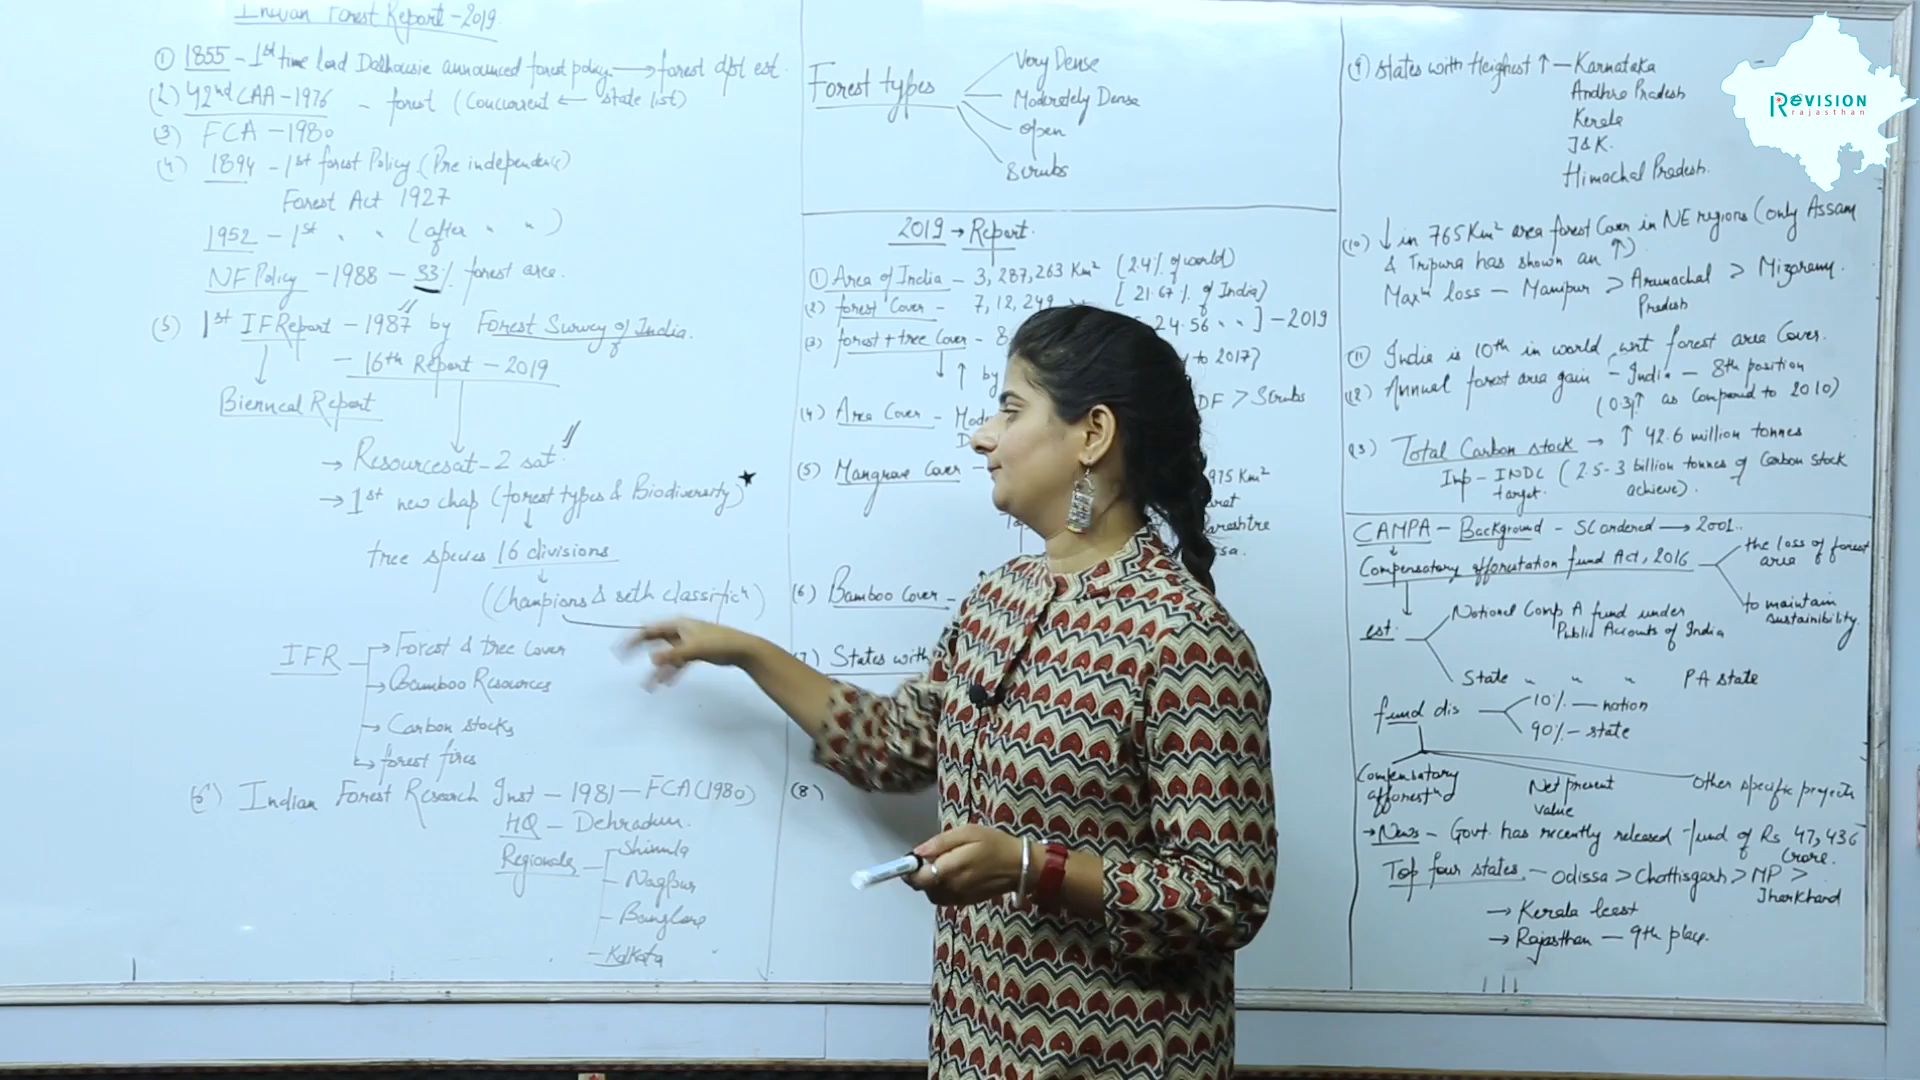 Indian Forest Report - 2019
① 1855 - 1st time lord Dalhousie announced forest policy → forest dpt est.
(2) 42nd CAA - 1976 - forest (Concurrent ← state list)
(3) FCA - 1980
(4) 1894 - 1st forest Policy (Pre independence)
Forest Act 1927
1952 - 1st " " (after " ")
NF Policy - 1988 - 33% forest area.
(5) 1st IFReport - 1987 by Forest Survey of India.
- 16th Report - 2019
Bienncal Report
→ Resourcesat - 2 sat
→ 1st new chap (forest types & Biodiversity)
tree species 16 divisions
(Champions & seth classificn)
IFR
→ Forest & tree cover
→ Bamboo Resources
→ Carbon stocks
→ forest fires
Indian Forest Research Inst - 1981 - FCA (1980)
HQ - Dehradun.
Regionals
- Shimla
- Nagpur
- Banglore
- Kolkata
Forest types
Very Dense
Moderately Dense
open
Scrubs
2019 → Report.
① Area of India - 3,287,263 Km² (2.4% of world)
(2) forest Cover - 7,12,249 [21.67% of India]
(3) forest + tree Cover - 8 24.56 " " ] - 2019
↑ by to 2017)
(4) Area Cover - DF > Scrubs
(5) Mangrove Cover - 975 Km²
(6) Bamboo Cover -
(7) States with
(8)
(9) states with Heighest ↑ - Karnataka
Andhra Pradesh
Kerala
J&K.
Himachal Pradesh.
(10) ↓ in 765 Km² area forest Cover in NE regions (only Assam
& Tripura has shown an ↑)
Maxm loss - Manipur > Arunachal Pradesh > Mizoram.
(11) India is 10th in world wrt forest area Cover.
(12) Annual forest area gain - India - 8th position
(0.3)↑ as Compared to 2010)
(13) Total Carbon stock → ↑ 42.6 million tonnes
Imp - INDC target. (2.5-3 billion tonnes of Carbon stock
achieve).
CAMPA - Background - SC ordered → 2001.
Compensatory afforestation fund Act, 2016
the loss of forest area
to maintain sustainibility.
est.
National Comp A fund under
Public Accounts of India
State " " " PA state
fund dis
10% - nation
90% - state
Compensatory
Net present value
Other specific projects
→ News - Govt. has recently released fund of Rs 47,436 Crore.
Top four states - Odissa > Chattisgarh > MP > Jharkhand
→ Kerala least
→ Rajasthan - 9th place.
ReVISION
rajasthan